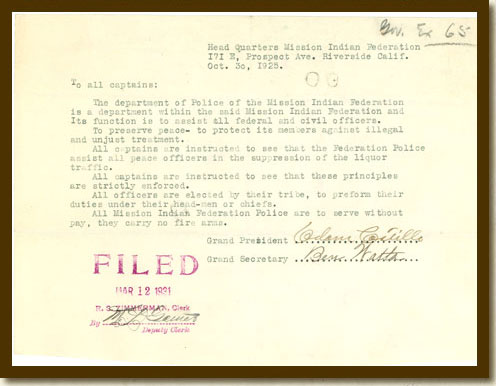 Gov. Ex 65
Head Quarters Mission Indian Federation
I7I E, Prospect Ave. Riverside Calif.
Oct. 3o, 1925.
To all captains:
The department of Police of the Mission Indian Federation
is a department within the said Mission Indian Federation and
Its function is to assist all federal and civil officers.
To preserve peace- to protect its members against illegal
and unjust treatment.
All captains are instructed to see that the Federation Police
assist all peace officers in the suppression of the liquor
traffic.
All captains are instructed to see that these principles
are strictly enforced.
All officers are elected by their tribe, to preform their
duties under their head-men or chiefs.
All Mission Indian Federation Police are to serve without
pay, they carry no fire arms.
Grand President Adam Castillo
Grand Secretary Ben Watta
FILED
MAR 12 1931
R. S. ZIMMERMAN, Clerk
By
Deputy Clerk